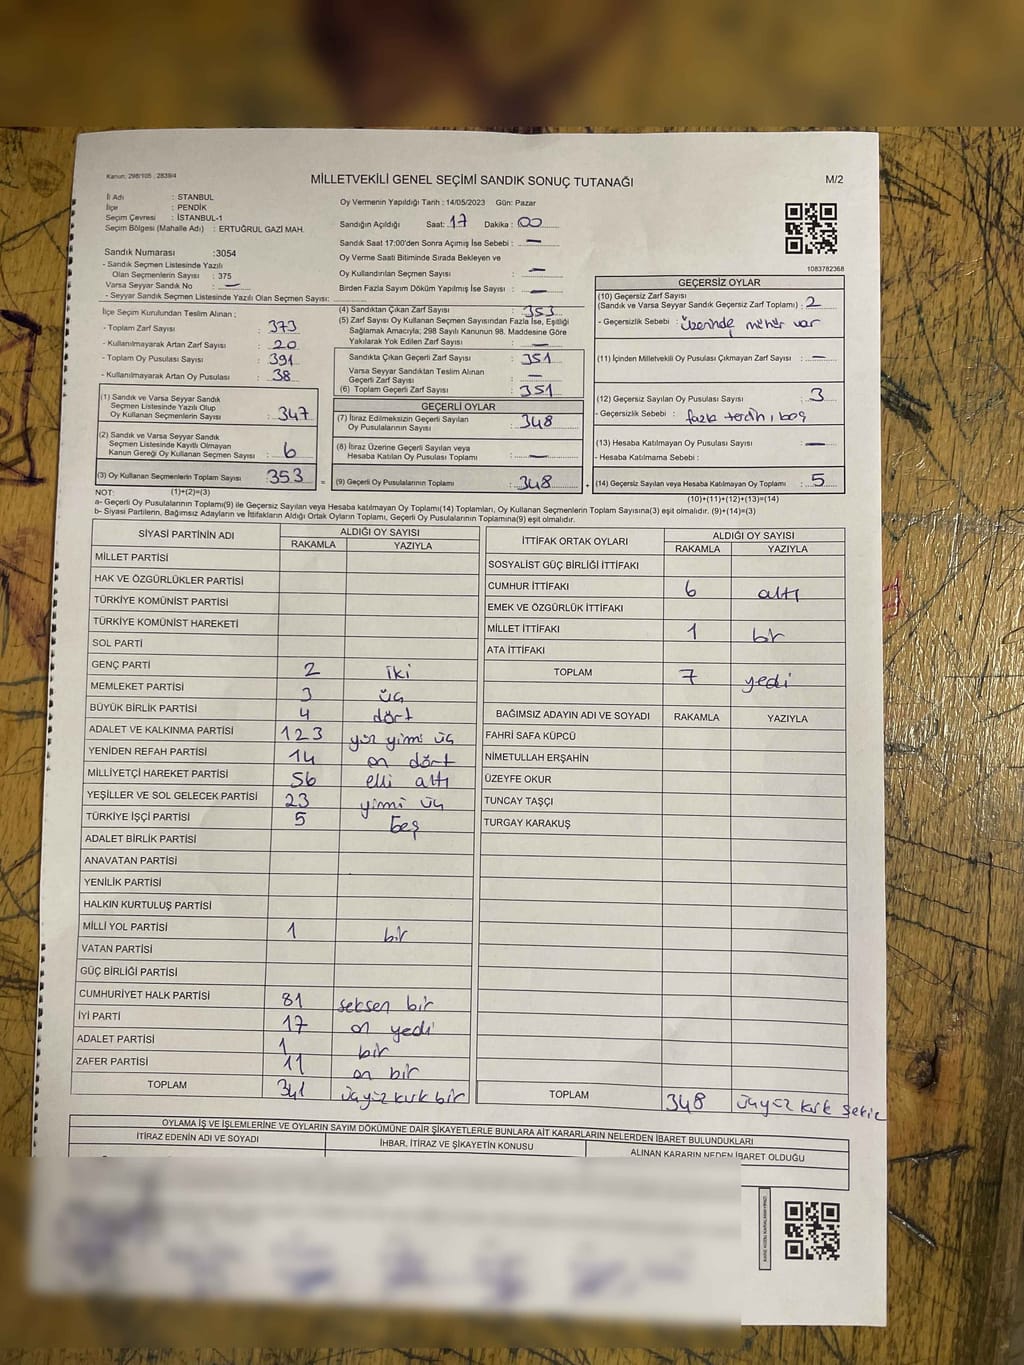 Kanun: 298/105 , 2839/4
MİLLETVEKİLİ GENEL SEÇİMİ SANDIK SONUÇ TUTANAĞI
M/2
İl Adı : STANBUL
İlçe : PENDİK
Seçim Çevresi : İSTANBUL-1
Seçim Bölgesi (Mahalle Adı) : ERTUĞRUL GAZİ MAH.
Oy Vermenin Yapıldığı Tarih : 14/05/2023 Gün: Pazar
Sandığın Açıldığı Saat: 17 Dakika : 00
Sandık Saat 17:00'den Sonra Açımış İse Sebebi : —
Oy Verme Saati Bitiminde Sırada Bekleyen ve
Oy Kullandırılan Seçmen Sayısı : —
Birden Fazla Sayım Döküm Yapılmış İse Sayısı : —
1083782368
Sandık Numarası :3054
- Sandık Seçmen Listesinde Yazılı
Olan Seçmenlerin Sayısı : 375
Varsa Seyyar Sandık No : —
- Seyyar Sandık Seçmen Listesinde Yazılı Olan Seçmen Sayısı:
İlçe Seçim Kurulundan Teslim Alınan ;
- Toplam Zarf Sayısı : 373
- Kullanılmayarak Artan Zarf Sayısı : 20
- Toplam Oy Pusulası Sayısı : 391
- Kullanılmayarak Artan Oy Pusulası : 38
(1) Sandık ve Varsa Seyyar Sandık
Seçmen Listesinde Yazılı Olup
Oy Kullanan Seçmenlerin Sayısı : 347
(2) Sandık ve Varsa Seyyar Sandık
Seçmen Listesinde Kayıtlı Olmayan
Kanun Gereği Oy Kullanan Seçmen Sayısı : 6
(3) Oy Kullanan Seçmenlerin Toplam Sayısı : 353
(4) Sandıktan Çıkan Zarf Sayısı : 353
(5) Zarf Sayısı Oy Kullanan Seçmen Sayısından Fazla İse, Eşitliği
Sağlamak Amacıyla; 298 Sayılı Kanunun 98. Maddesine Göre
Yakılarak Yok Edilen Zarf Sayısı : —
Sandıkta Çıkan Geçerli Zarf Sayısı : 351
Varsa Seyyar Sandıktan Teslim Alınan
Geçerli Zarf Sayısı : —
(6) Toplam Geçerli Zarf Sayısı : 351
GEÇERLİ OYLAR
(7) İtiraz Edilmeksizin Geçerli Sayılan
Oy Pusulalarının Sayısı : 348
(8) İtiraz Üzerine Geçerli Sayılan veya
Hesaba Katılan Oy Pusulası Toplamı : —
= (9) Geçerli Oy Pusulalarının Toplamı : 348
GEÇERSİZ OYLAR
(10) Geçersiz Zarf Sayısı
(Sandık ve Varsa Seyyar Sandık Geçersiz Zarf Toplamı) : 2
- Geçersizlik Sebebi : üzerinde mühür var
(11) İçinden Milletvekili Oy Pusulası Çıkmayan Zarf Sayısı : —
(12) Geçersiz Sayılan Oy Pusulası Sayısı : 3
- Geçersizlik Sebebi : fazla tercih, boş
(13) Hesaba Katılmayan Oy Pusulası Sayısı : —
- Hesaba Katılmama Sebebi :
+ (14) Geçersiz Sayılan veya Hesaba Katılmayan Oy Toplamı : 5
NOT: (1)+(2)=(3)
(10)+(11)+(12)+(13)=(14)
a- Geçerli Oy Pusulalarının Toplamı(9) ile Geçersiz Sayılan veya Hesaba katılmayan Oy Toplamı(14) Toplamları, Oy Kullanan Seçmenlerin Toplam Sayısına(3) eşit olmalıdır. (9)+(14)=(3)
b- Siyasi Partilerin, Bağımsız Adayların ve İttifakların Aldığı Ortak Oyların Toplamı, Geçerli Oy Pusulalarının Toplamına(9) eşit olmalıdır.
SİYASİ PARTİNİN ADI ALDIĞI OY SAYISI
RAKAMLA YAZIYLA
MİLLET PARTİSİ
HAK VE ÖZGÜRLÜKLER PARTİSİ
TÜRKİYE KOMÜNİST PARTİSİ
TÜRKİYE KOMÜNİST HAREKETİ
SOL PARTİ
GENÇ PARTİ 2 iki
MEMLEKET PARTİSİ 3 üç
BÜYÜK BİRLİK PARTİSİ 4 dört
ADALET VE KALKINMA PARTİSİ 123 yüz yimi üç
YENİDEN REFAH PARTİSİ 14 on dört
MİLLİYETÇİ HAREKET PARTİSİ 56 elli altı
YEŞİLLER VE SOL GELECEK PARTİSİ 23 yimi üç
TÜRKİYE İŞÇİ PARTİSİ 5 beş
ADALET BİRLİK PARTİSİ
ANAVATAN PARTİSİ
YENİLİK PARTİSİ
HALKIN KURTULUŞ PARTİSİ
MİLLİ YOL PARTİSİ 1 bir
VATAN PARTİSİ
GÜÇ BİRLİĞİ PARTİSİ
CUMHURİYET HALK PARTİSİ 81 seksen bir
İYİ PARTİ 17 on yedi
ADALET PARTİSİ 1 bir
ZAFER PARTİSİ 11 on bir
TOPLAM 341 üçyüz kırk bir
İTTİFAK ORTAK OYLARI ALDIĞI OY SAYISI
RAKAMLA YAZIYLA
SOSYALİST GÜÇ BİRLİĞİ İTTİFAKI
CUMHUR İTTİFAKI 6 altı
EMEK VE ÖZGÜRLÜK İTTİFAKI
MİLLET İTTİFAKI 1 bir
ATA İTTİFAKI
TOPLAM 7 yedi
BAĞIMSIZ ADAYIN ADI VE SOYADI RAKAMLA YAZIYLA
FAHRİ SAFA KÜPCÜ
NİMETULLAH ERŞAHİN
ÜZEYFE OKUR
TUNCAY TAŞÇI
TURGAY KARAKUŞ
TOPLAM 348 üçyüz kırk sekiz
OYLAMA İŞ VE İŞLEMLERİNE VE OYLARIN SAYIM DÖKÜMÜNE DAİR ŞİKAYETLERLE BUNLARA AİT KARARLARIN NELERDEN İBARET BULUNDUKLARI
İTİRAZ EDENİN ADI VE SOYADI İHBAR, İTİRAZ VE ŞİKAYETİN KONUSU ALINAN KARARIN NEDEN İBARET OLDUĞU